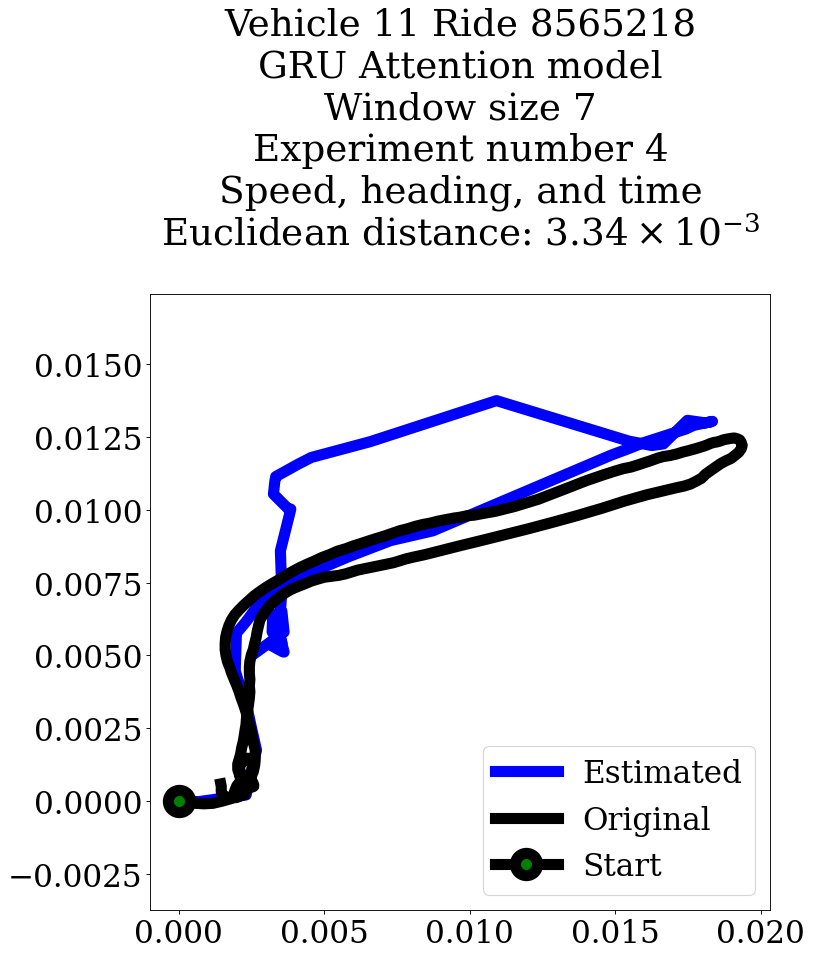 Vehicle 11 Ride 8565218
GRU Attention model
Window size 7
Experiment number 4
Speed, heading, and time
Euclidean distance: 3.34 × 10⁻³
0.0150
0.0125
0.0100
0.0075
0.0050
0.0025
0.0000
−0.0025
Estimated
Original
Start
0.000 0.005 0.010 0.015 0.020